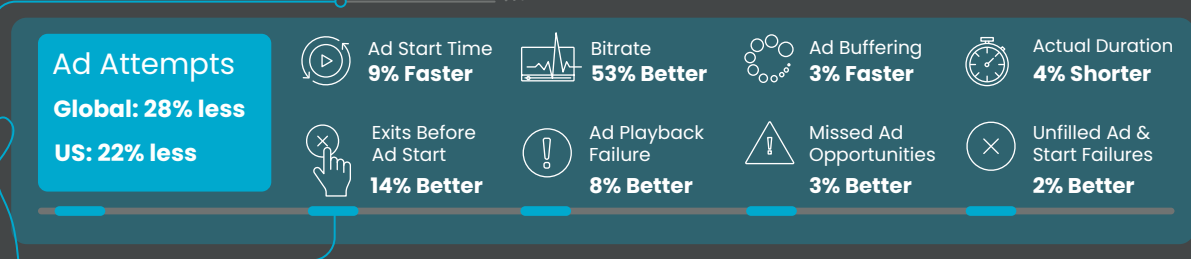 Ad Attempts
Global: 28% less
US: 22% less
Ad Start Time
9% Faster
Bitrate
53% Better
Ad Buffering
3% Faster
Actual Duration
4% Shorter
Exits Before
Ad Start
14% Better
Ad Playback
Failure
8% Better
Missed Ad
Opportunities
3% Better
Unfilled Ad &
Start Failures
2% Better